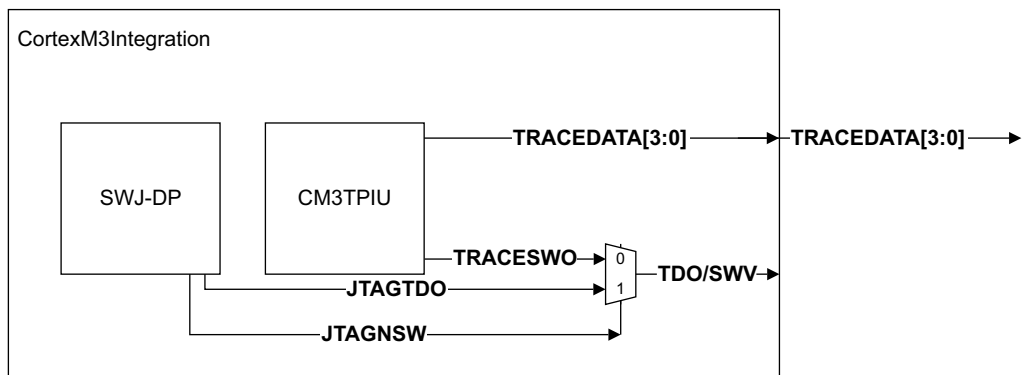 CortexM3Integration
TRACEDATA[3:0]
TRACEDATA[3:0]
SWJ-DP
CM3TPIU
TRACESWO
0
TDO/SWV
1
JTAGTDO
JTAGNSW